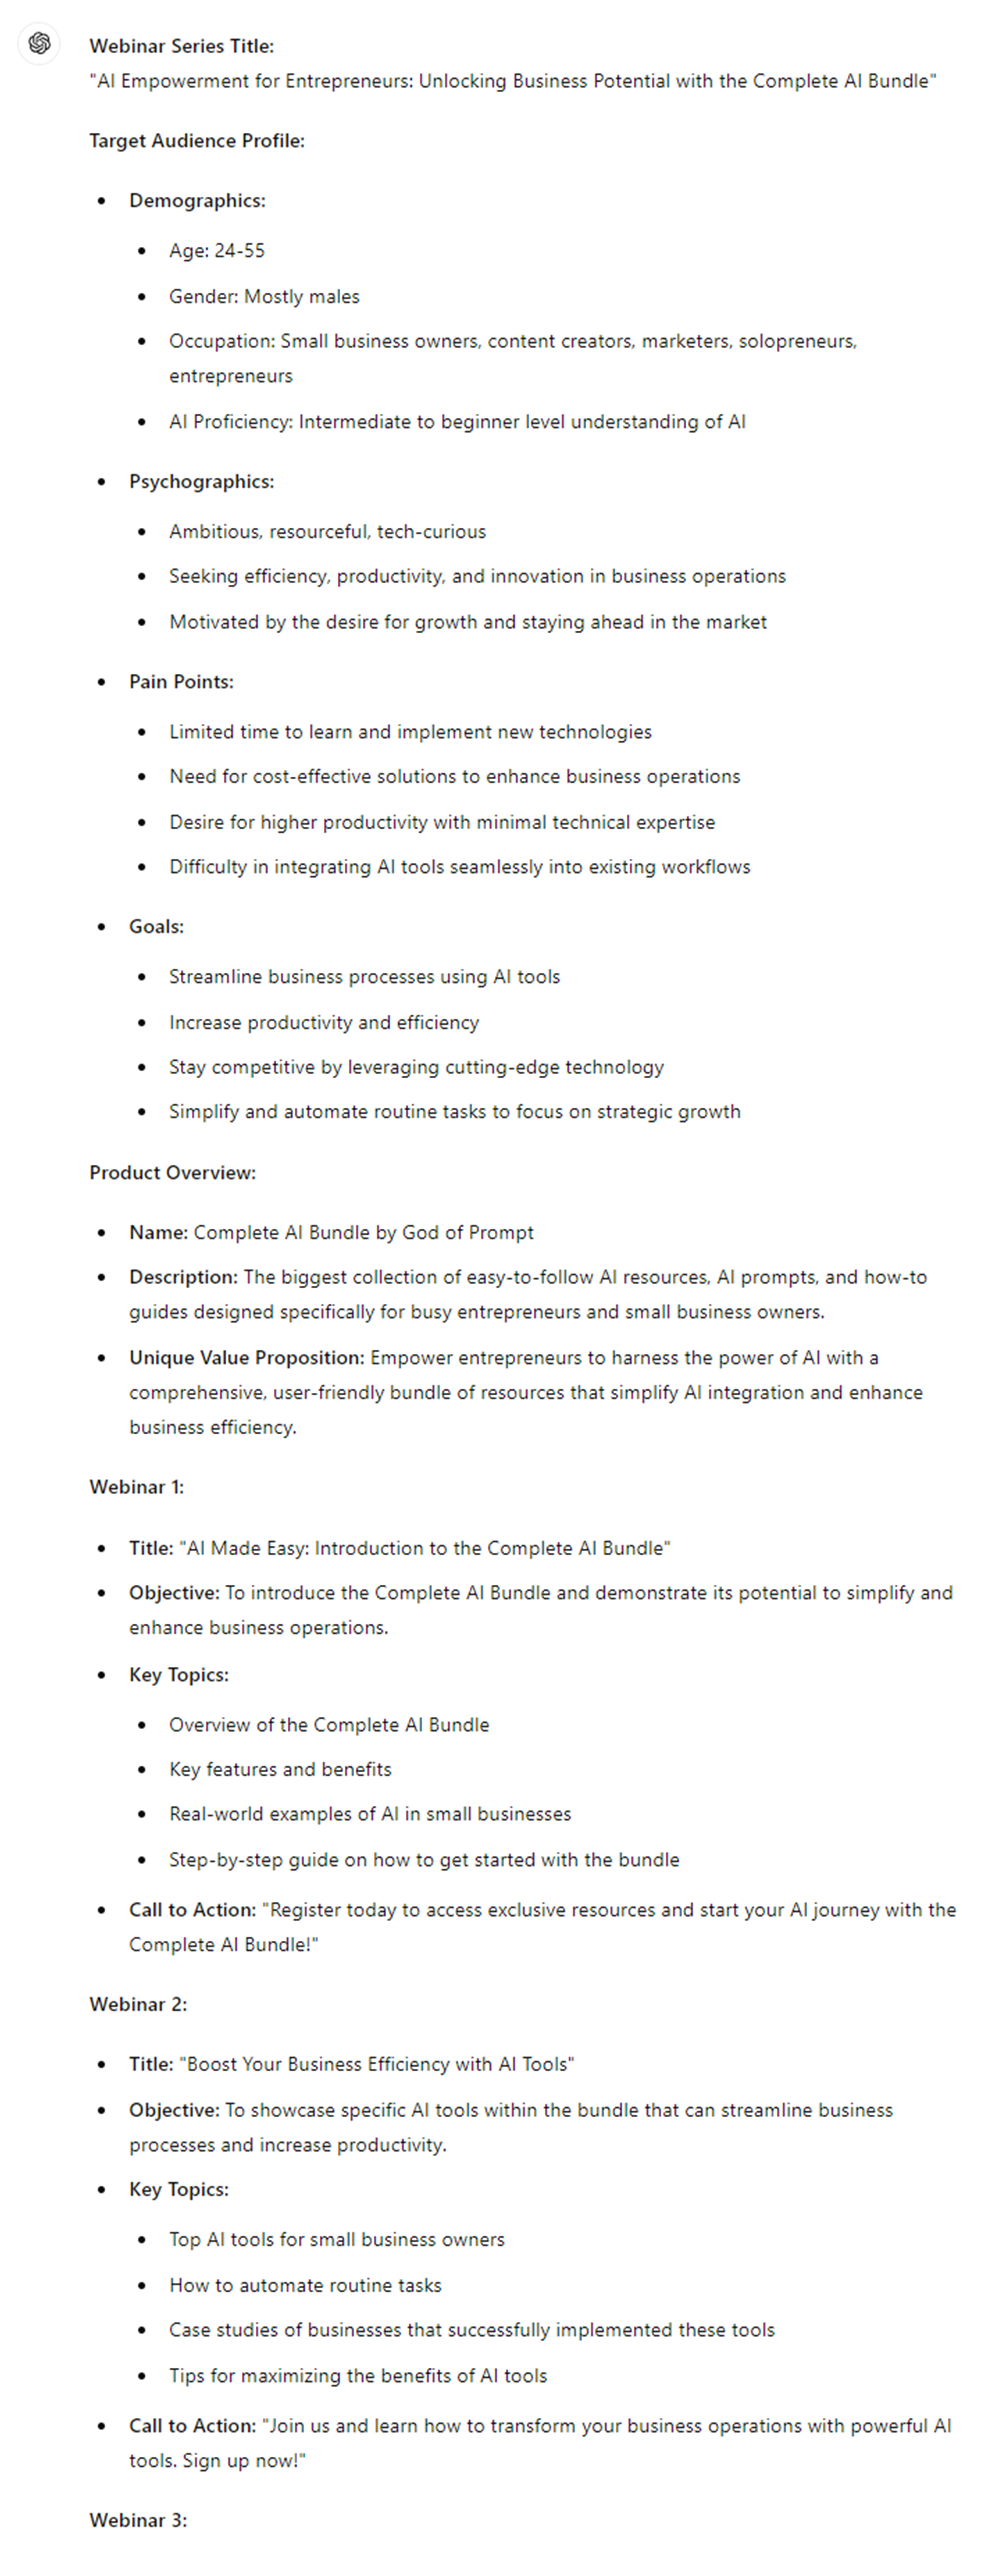 Webinar Series Title:
"AI Empowerment for Entrepreneurs: Unlocking Business Potential with the Complete AI Bundle"
Target Audience Profile:
• Demographics:
• Age: 24-55
• Gender: Mostly males
• Occupation: Small business owners, content creators, marketers, solopreneurs,
entrepreneurs
• AI Proficiency: Intermediate to beginner level understanding of AI
• Psychographics:
• Ambitious, resourceful, tech-curious
• Seeking efficiency, productivity, and innovation in business operations
• Motivated by the desire for growth and staying ahead in the market
• Pain Points:
• Limited time to learn and implement new technologies
• Need for cost-effective solutions to enhance business operations
• Desire for higher productivity with minimal technical expertise
• Difficulty in integrating AI tools seamlessly into existing workflows
• Goals:
• Streamline business processes using AI tools
• Increase productivity and efficiency
• Stay competitive by leveraging cutting-edge technology
• Simplify and automate routine tasks to focus on strategic growth
Product Overview:
• Name: Complete AI Bundle by God of Prompt
• Description: The biggest collection of easy-to-follow AI resources, AI prompts, and how-to
guides designed specifically for busy entrepreneurs and small business owners.
• Unique Value Proposition: Empower entrepreneurs to harness the power of AI with a
comprehensive, user-friendly bundle of resources that simplify AI integration and enhance
business efficiency.
Webinar 1:
• Title: "AI Made Easy: Introduction to the Complete AI Bundle"
• Objective: To introduce the Complete AI Bundle and demonstrate its potential to simplify and
enhance business operations.
• Key Topics:
• Overview of the Complete AI Bundle
• Key features and benefits
• Real-world examples of AI in small businesses
• Step-by-step guide on how to get started with the bundle
• Call to Action: "Register today to access exclusive resources and start your AI journey with the
Complete AI Bundle!"
Webinar 2:
• Title: "Boost Your Business Efficiency with AI Tools"
• Objective: To showcase specific AI tools within the bundle that can streamline business
processes and increase productivity.
• Key Topics:
• Top AI tools for small business owners
• How to automate routine tasks
• Case studies of businesses that successfully implemented these tools
• Tips for maximizing the benefits of AI tools
• Call to Action: "Join us and learn how to transform your business operations with powerful AI
tools. Sign up now!"
Webinar 3: